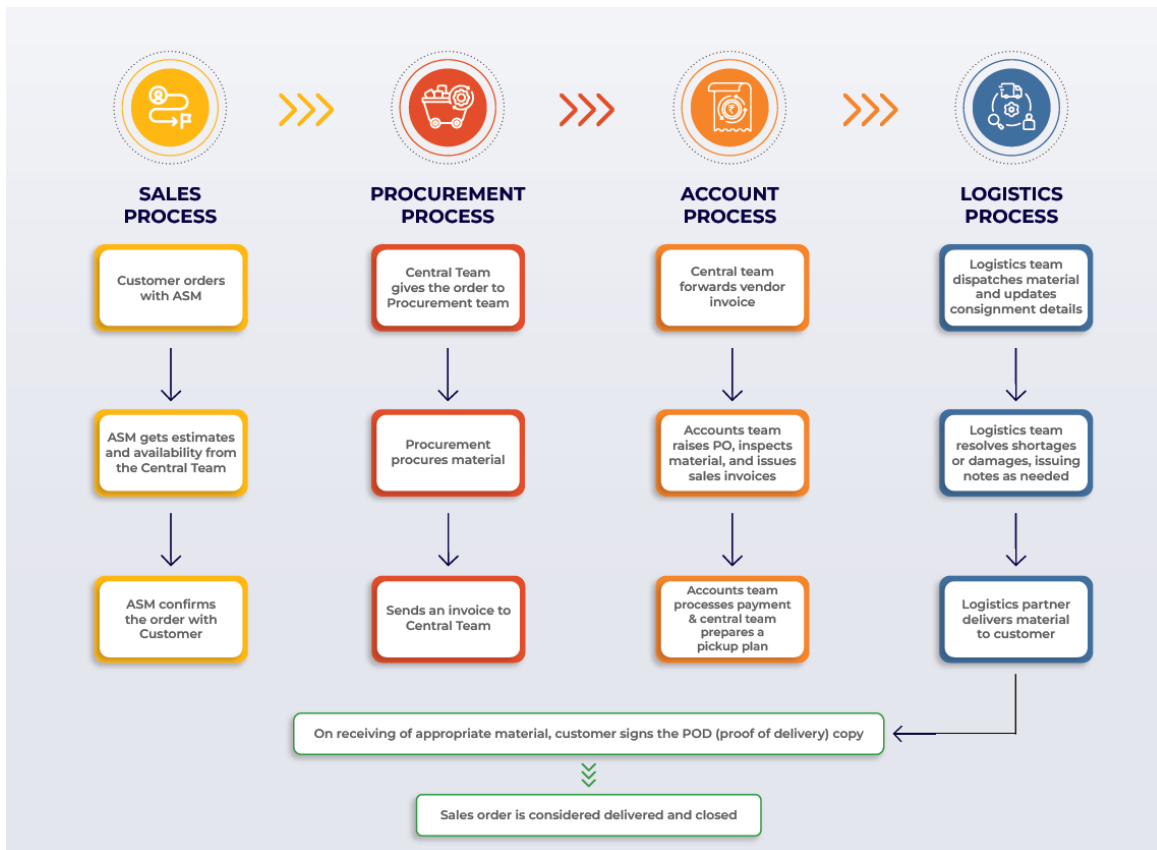 SALES
PROCESS
PROCUREMENT
PROCESS
ACCOUNT
PROCESS
LOGISTICS
PROCESS
Customer orders
with ASM
Central Team
gives the order to
Procurement team
Central team
forwards vendor
invoice
Logistics team
dispatches material
and updates
consignment details
ASM gets estimates
and availability from
the Central Team
Procurement
procures material
Accounts team
raises PO, inspects
material, and issues
sales invoices
Logistics team
resolves shortages
or damages, issuing
notes as needed
ASM confirms
the order with
Customer
Sends an invoice to
Central Team
Accounts team
processes payment
& central team
prepares a
pickup plan
Logistics partner
delivers material
to customer
On receiving of appropriate material, customer signs the POD (proof of delivery) copy
Sales order is considered delivered and closed